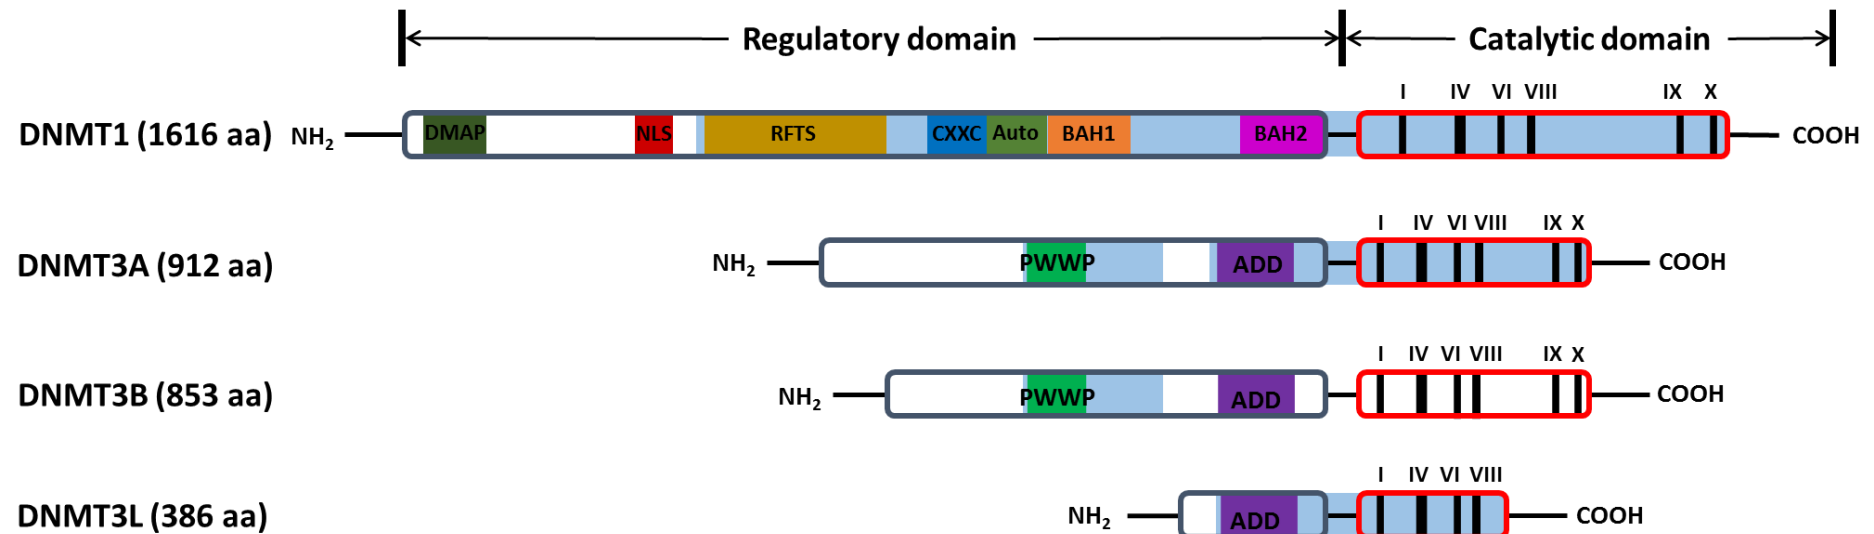 Regulatory domain Catalytic domain
I IV VI VIII IX X
DNMT1 (1616 aa) NH2 DMAP NLS RFTS CXXC Auto BAH1 BAH2 COOH
I IV VI VIII IX X
DNMT3A (912 aa) NH2 PWWP ADD COOH
I IV VI VIII IX X
DNMT3B (853 aa) NH2 PWWP ADD COOH
I IV VI VIII
DNMT3L (386 aa) NH2 ADD COOH